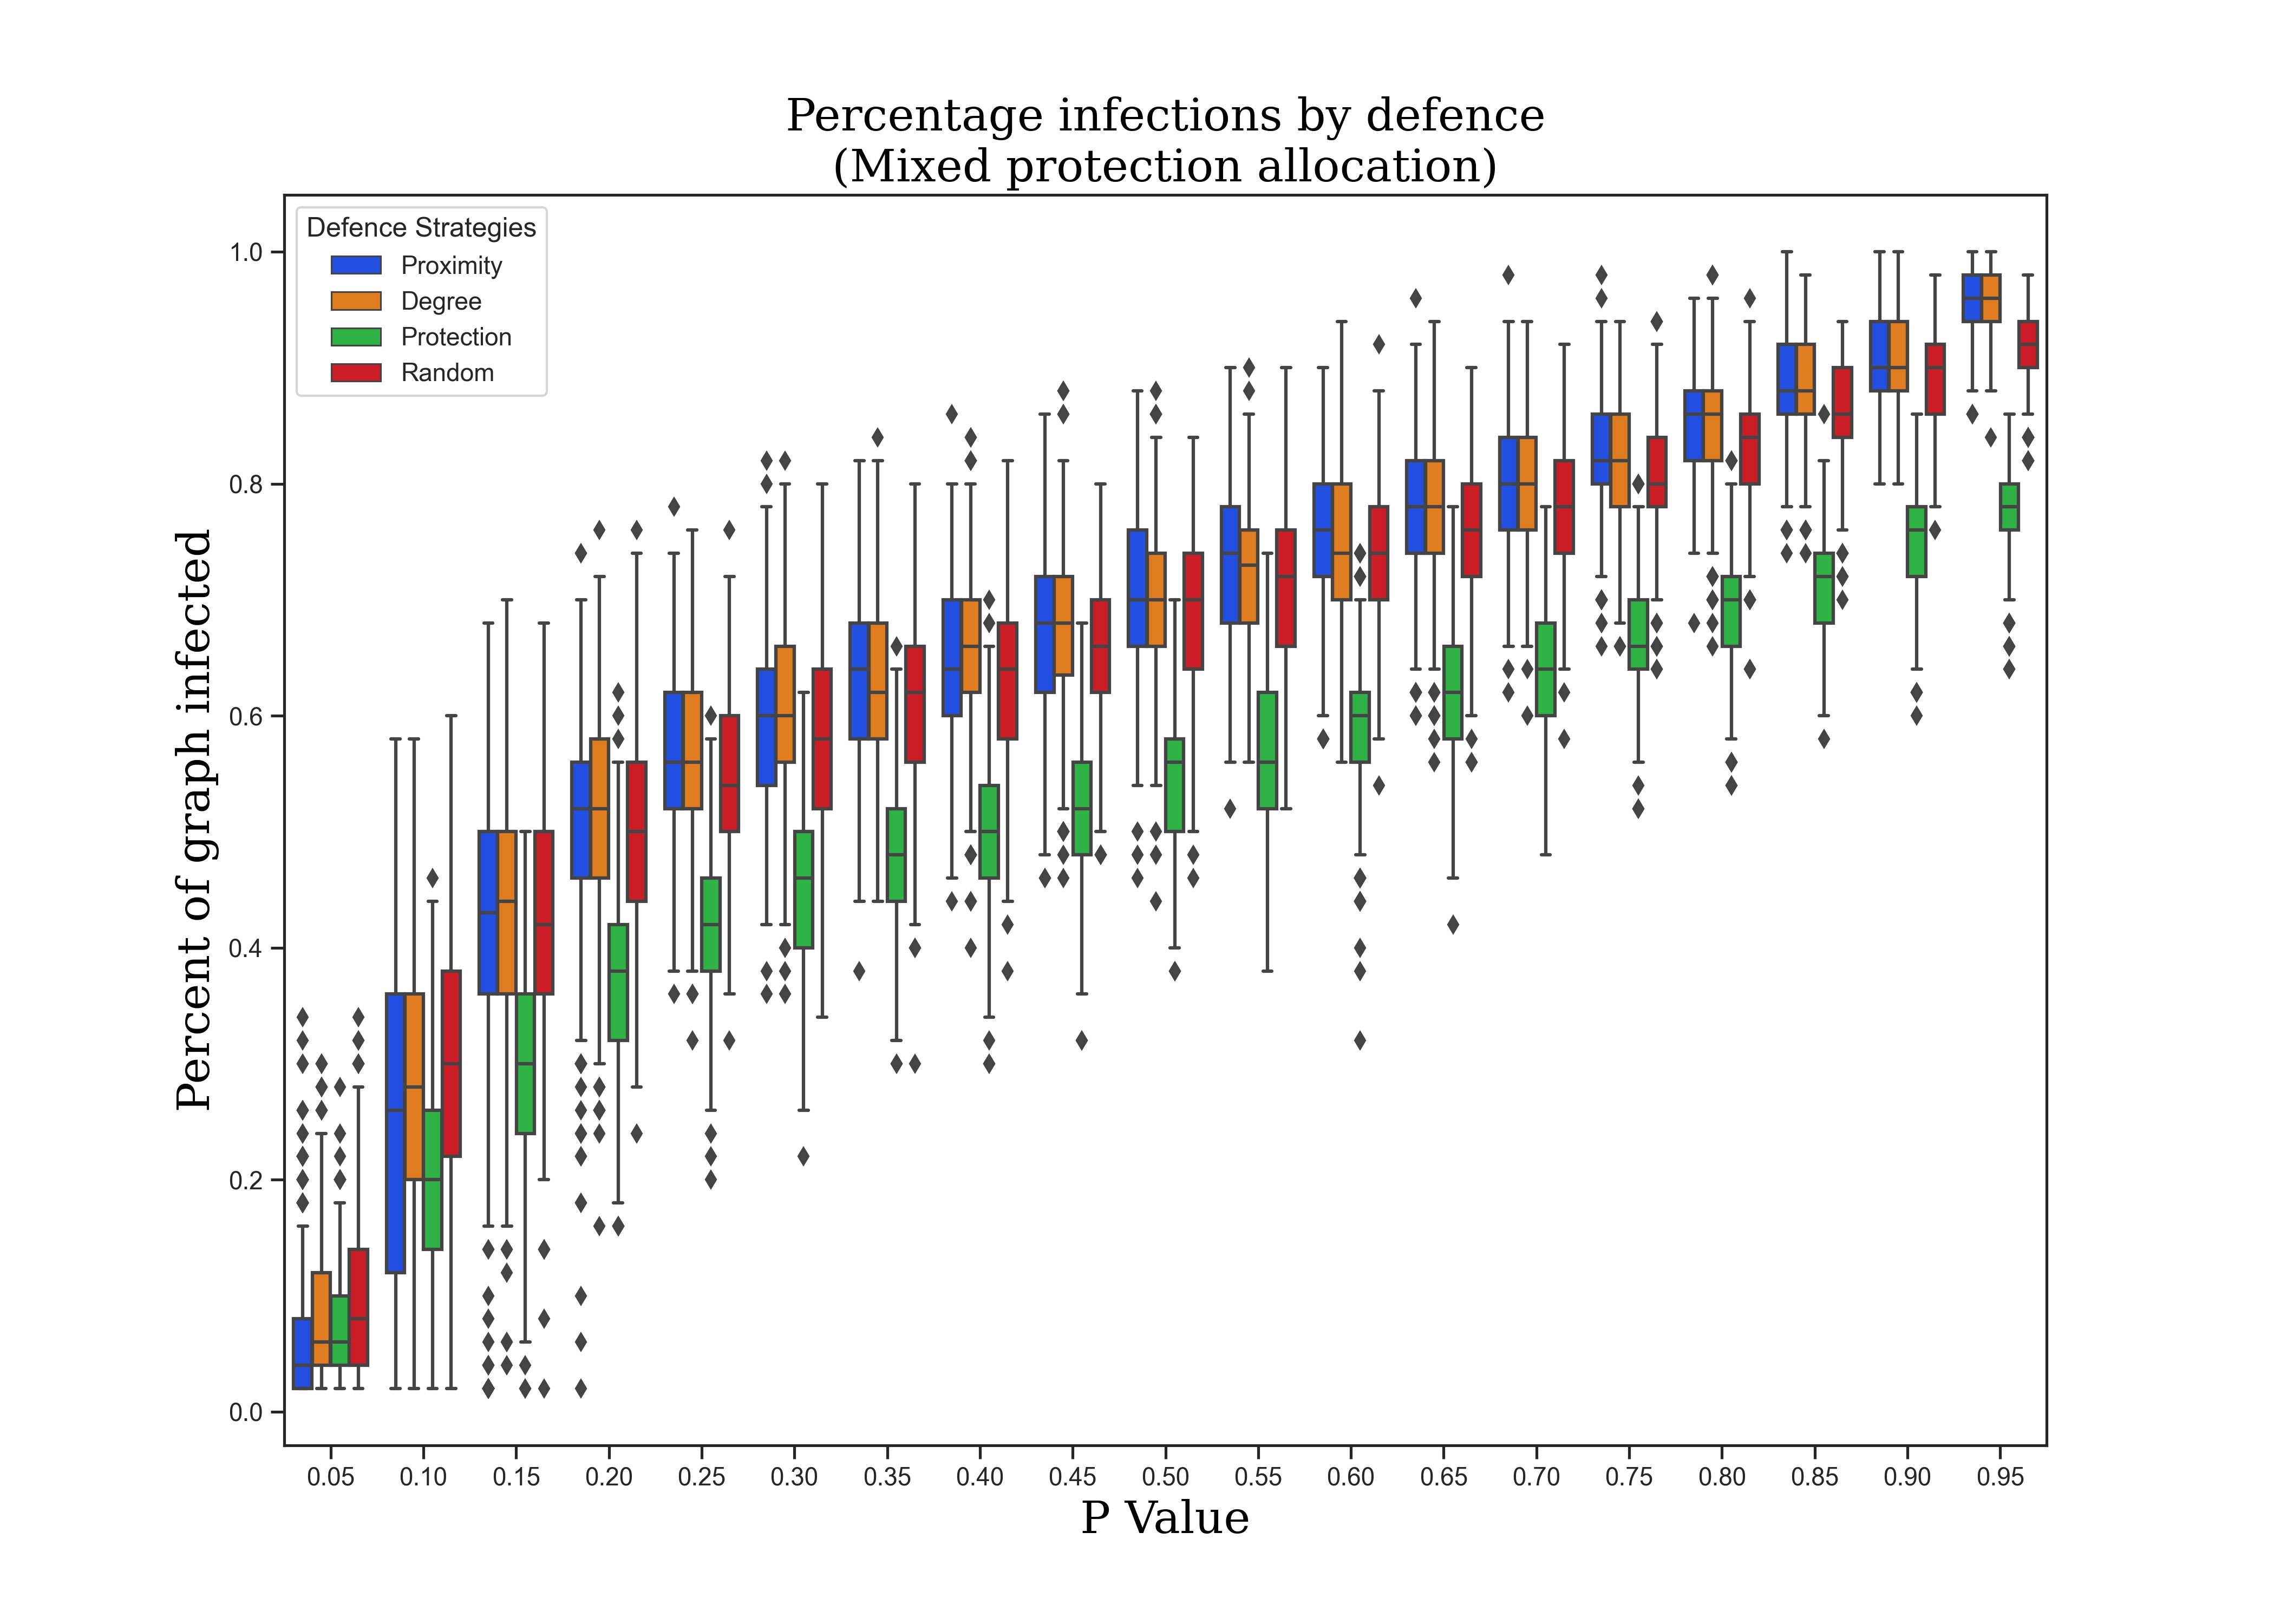 Percentage infections by defence
(Mixed protection allocation)
Defence Strategies
Proximity
Degree
Protection
Random
Percent of graph infected
1.0
0.8
0.6
0.4
0.2
0.0
0.05 0.10 0.15 0.20 0.25 0.30 0.35 0.40 0.45 0.50 0.55 0.60 0.65 0.70 0.75 0.80 0.85 0.90 0.95
P Value